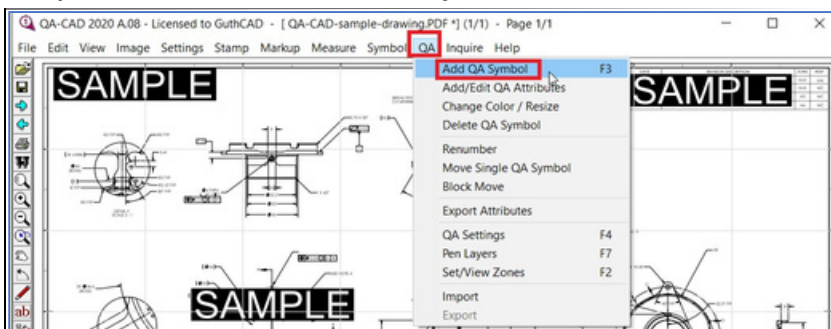 QA-CAD 2020 A.08 - Licensed to GuthCAD - [ QA-CAD-sample-drawing.PDF *] (1/1) - Page 1/1
File Edit View Image Settings Stamp Markup Measure Symbol QA Inquire Help
Add QA Symbol F3
Add/Edit QA Attributes
Change Color / Resize
Delete QA Symbol
Renumber
Move Single QA Symbol
Block Move
Export Attributes
QA Settings F4
Pen Layers F7
Set/View Zones F2
Import
Export
SAMPLE
SAMPLE
SAMPLE
ab